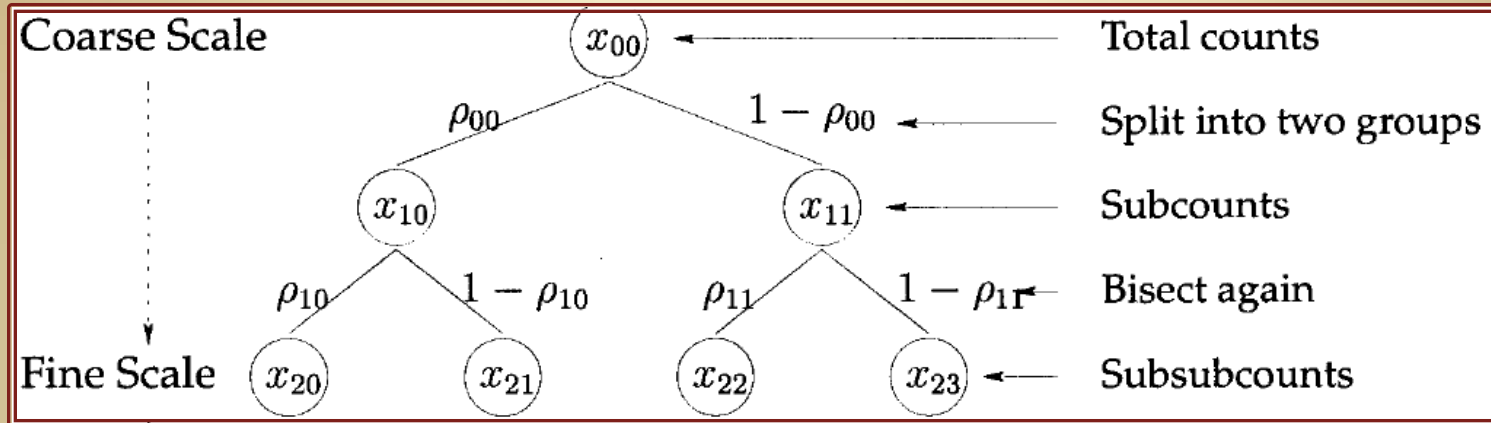 Coarse Scale x₀₀ Total counts
ρ₀₀ 1 − ρ₀₀ Split into two groups
x₁₀ x₁₁ Subcounts
ρ₁₀ 1 − ρ₁₀ ρ₁₁ 1 − ρ₁₁ Bisect again
Fine Scale x₂₀ x₂₁ x₂₂ x₂₃ Subsubcounts